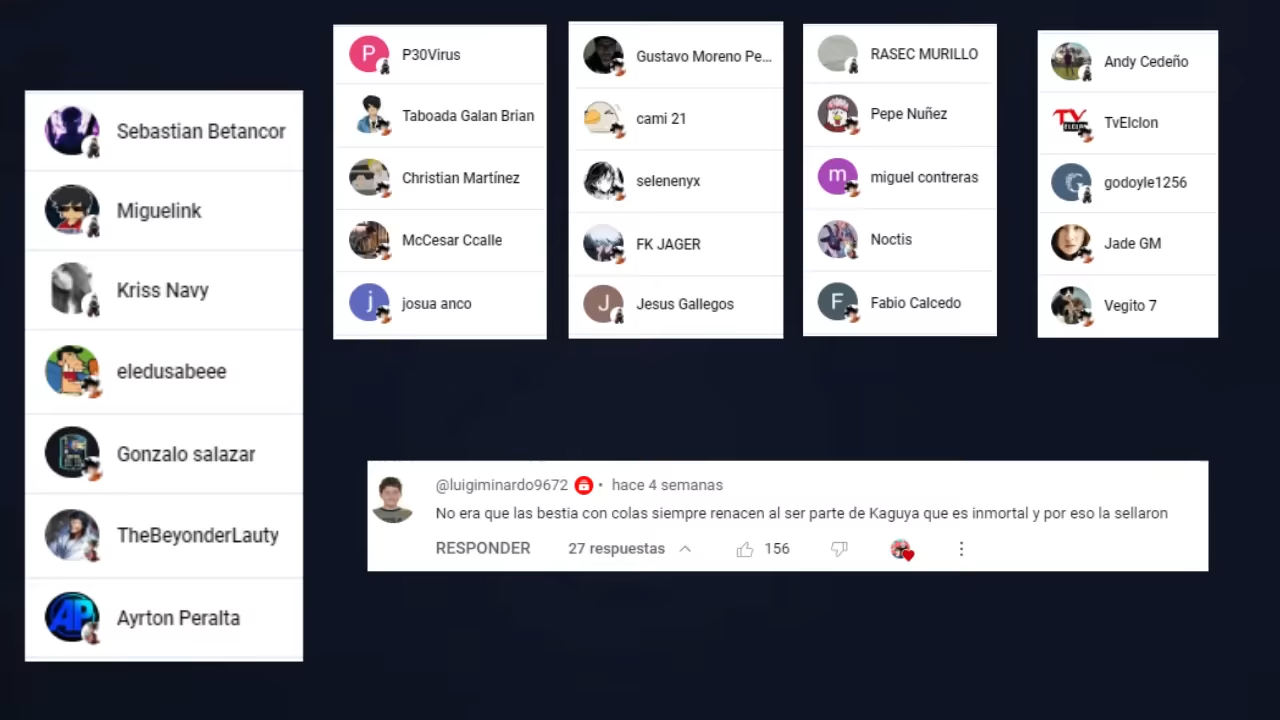 Sebastian Betancor
Miguelink
Kriss Navy
eledusabeee
Gonzalo salazar
TheBeyonderLauty
AP
Ayrton Peralta
P
P30Virus
Taboada Galan Brian
Christian Martínez
McCesar Ccalle
j
josua anco
Gustavo Moreno Pe...
cami 21
selenenyx
FK JAGER
J
Jesus Gallegos
RASEC MURILLO
Pepe Nuñez
m
miguel contreras
Noctis
F
Fabio Calcedo
Andy Cedeño
TV
ELCLON
TvElclon
G
godoyle1256
Jade GM
Vegito 7
@luigiminardo9672 • hace 4 semanas
No era que las bestia con colas siempre renacen al ser parte de Kaguya que es inmortal y por eso la sellaron
RESPONDER 27 respuestas 156